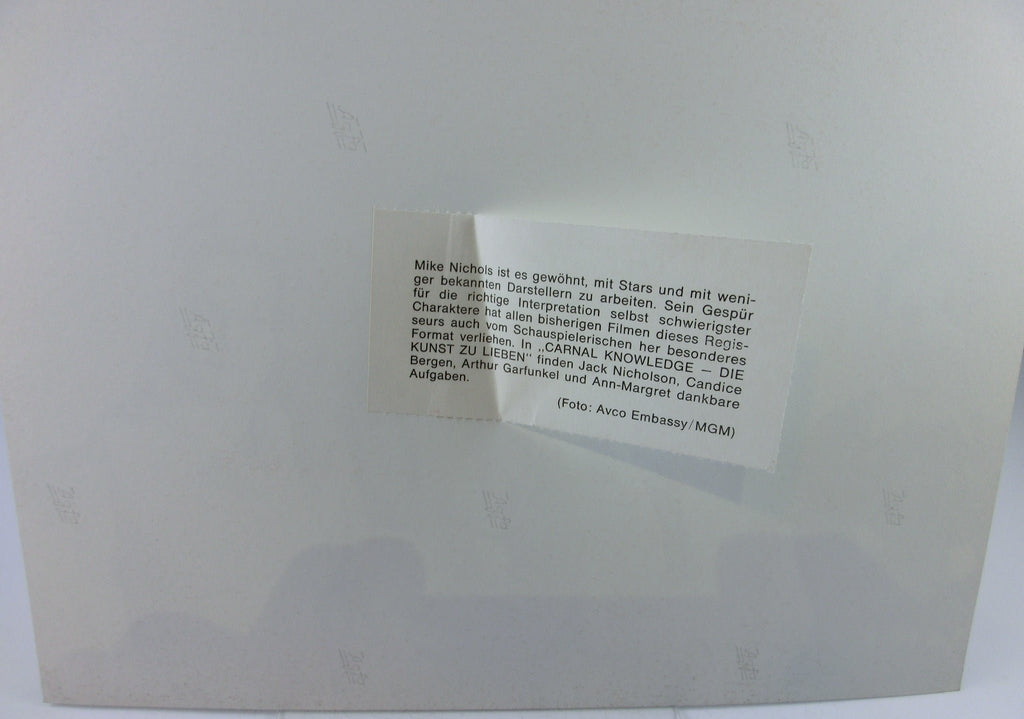 Mike Nichols ist es gewöhnt, mit Stars und mit weni-
ger bekannten Darstellern zu arbeiten. Sein Gespür
für die richtige Interpretation selbst schwierigster
Charaktere hat allen bisherigen Filmen dieses Regis-
seurs auch vom Schauspielerischen her besonderes
Format verliehen. In „CARNAL KNOWLEDGE — DIE
KUNST ZU LIEBEN“ finden Jack Nicholson, Candice
Bergen, Arthur Garfunkel und Ann-Margret dankbare
Aufgaben.
(Foto: Avco Embassy/MGM)